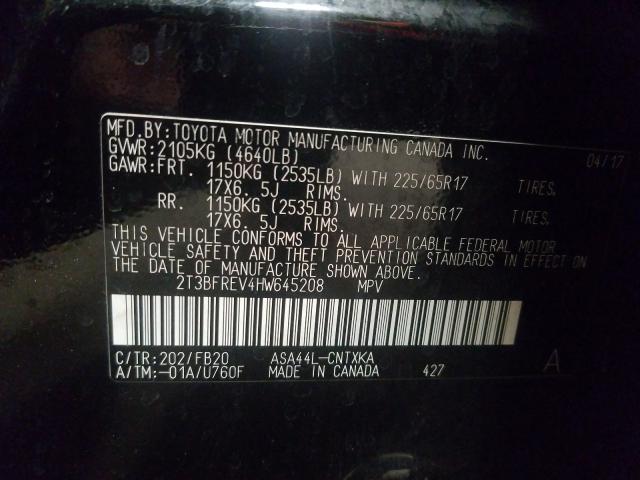 MFD.BY:TOYOTA MOTOR MANUFACTURING CANADA INC. 04/17
GVWR:2105KG (4640LB)
GAWR:FRT. 1150KG (2535LB) WITH 225/65R17 TIRES.
17X6.5J RIMS.
RR. 1150KG (2535LB) WITH 225/65R17 TIRES.
17X6.5J RIMS.
THIS VEHICLE CONFORMS TO ALL APPLICABLE FEDERAL MOTOR
VEHICLE SAFETY AND THEFT PREVENTION STANDARDS IN EFFECT ON
THE DATE OF MANUFACTURE SHOWN ABOVE.
2T3BFREV4HW645208 MPV
C/TR:202/FB20 ASA44L-CNTXKA A
A/TM:-01A/U760F MADE IN CANADA 427